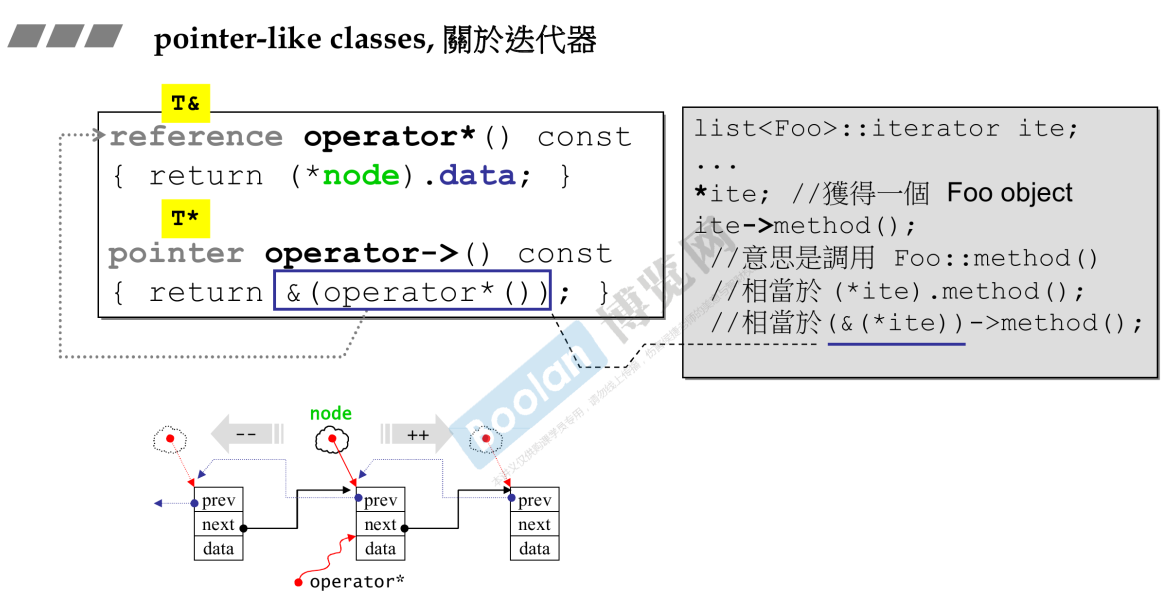 pointer-like classes, 關於迭代器
T&
reference operator*() const
{ return (*node).data; }
T*
pointer operator->() const
{ return &(operator*()); }
list<Foo>::iterator ite;
...
*ite; //獲得一個 Foo object
ite->method();
//意思是調用 Foo::method()
//相當於 (*ite).method();
//相當於(&(*ite))->method();
Boolan 博览网
node
--
++
prev
next
data
prev
next
data
prev
next
data
operator*